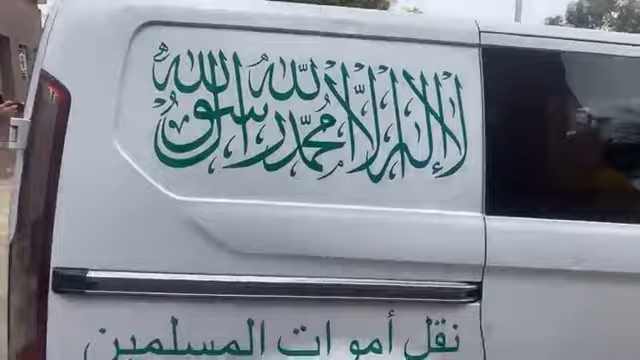 لا إله إلا الله محمد رسول الله
نقل أموات المسلمين